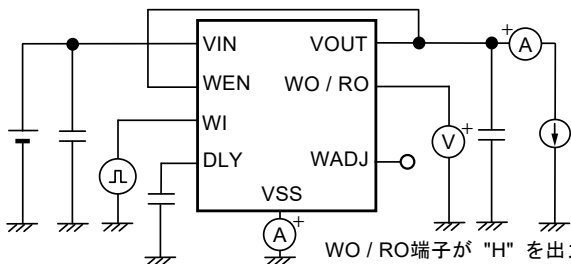 VIN
VOUT
WEN
WO / RO
WI
DLY
WADJ
VSS
A
+
V
+
A
+
WO / RO端子が "H" を出